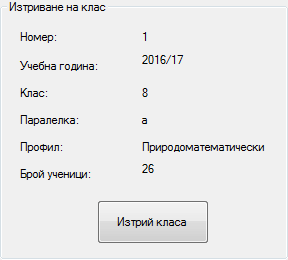 Изтриване на клас
Номер: 1
Учебна година: 2016/17
Клас: 8
Паралелка: а
Профил: Природоматематически
Брой ученици: 26
Изтрий класа